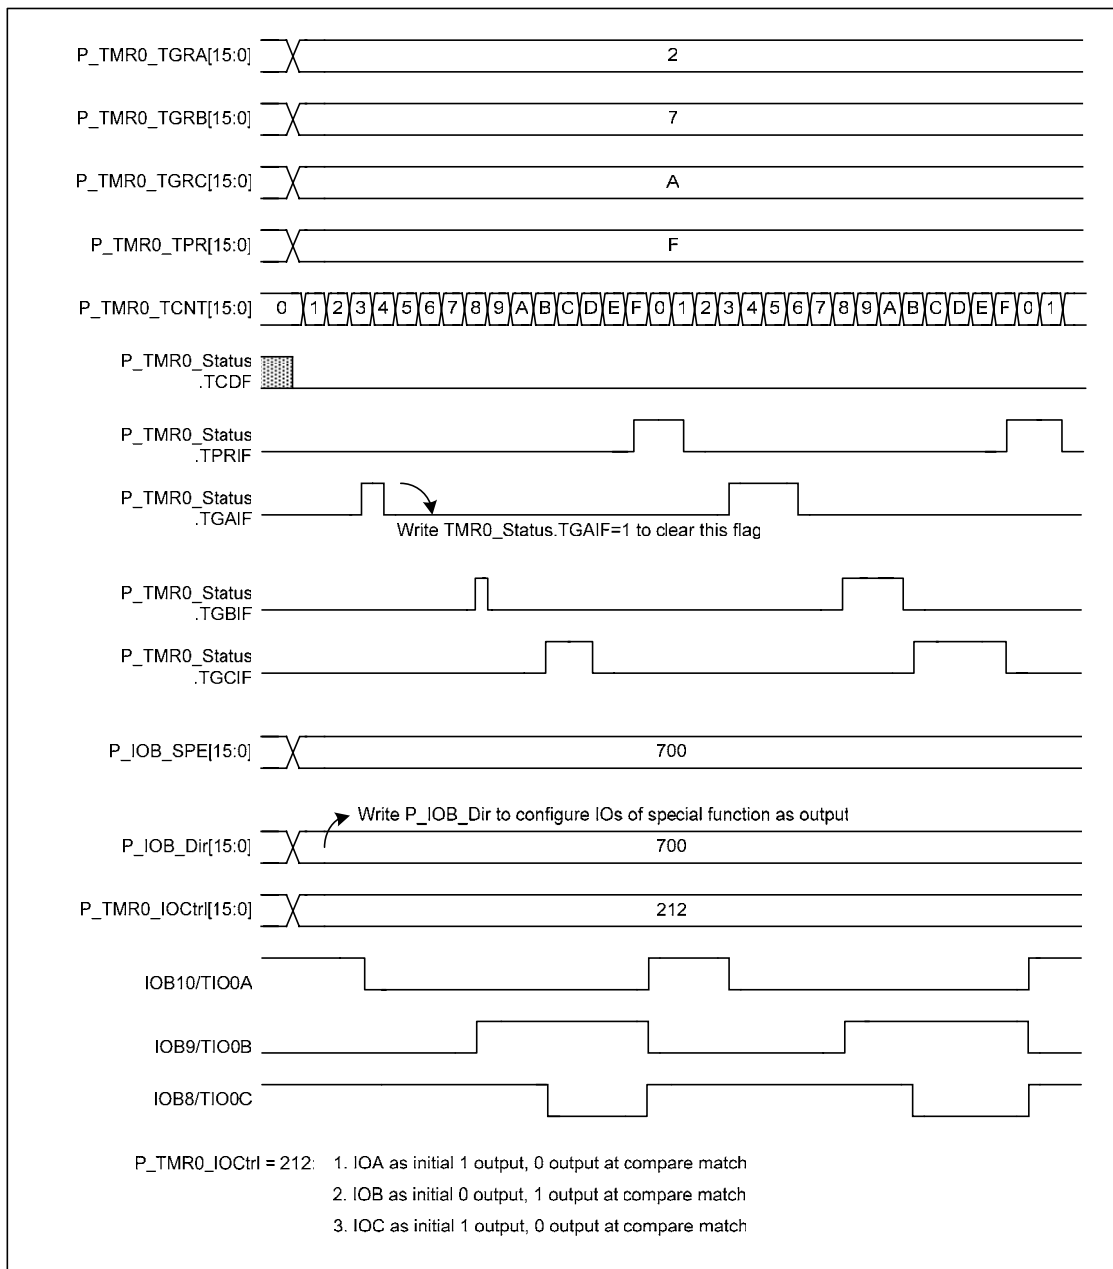 P_TMR0_TGRA[15:0] 2
P_TMR0_TGRB[15:0] 7
P_TMR0_TGRC[15:0] A
P_TMR0_TPR[15:0] F
P_TMR0_TCNT[15:0] 0 1 2 3 4 5 6 7 8 9 A B C D E F 0 1 2 3 4 5 6 7 8 9 A B C D E F 0 1
P_TMR0_Status
.TCDF
P_TMR0_Status
.TPRIF
P_TMR0_Status
.TGAIF
Write TMR0_Status.TGAIF=1 to clear this flag
P_TMR0_Status
.TGBIF
P_TMR0_Status
.TGCIF
P_IOB_SPE[15:0] 700
Write P_IOB_Dir to configure IOs of special function as output
P_IOB_Dir[15:0] 700
P_TMR0_IOCtrl[15:0] 212
IOB10/TIO0A
IOB9/TIO0B
IOB8/TIO0C
P_TMR0_IOCtrl = 212: 1. IOA as initial 1 output, 0 output at compare match
2. IOB as initial 0 output, 1 output at compare match
3. IOC as initial 1 output, 0 output at compare match